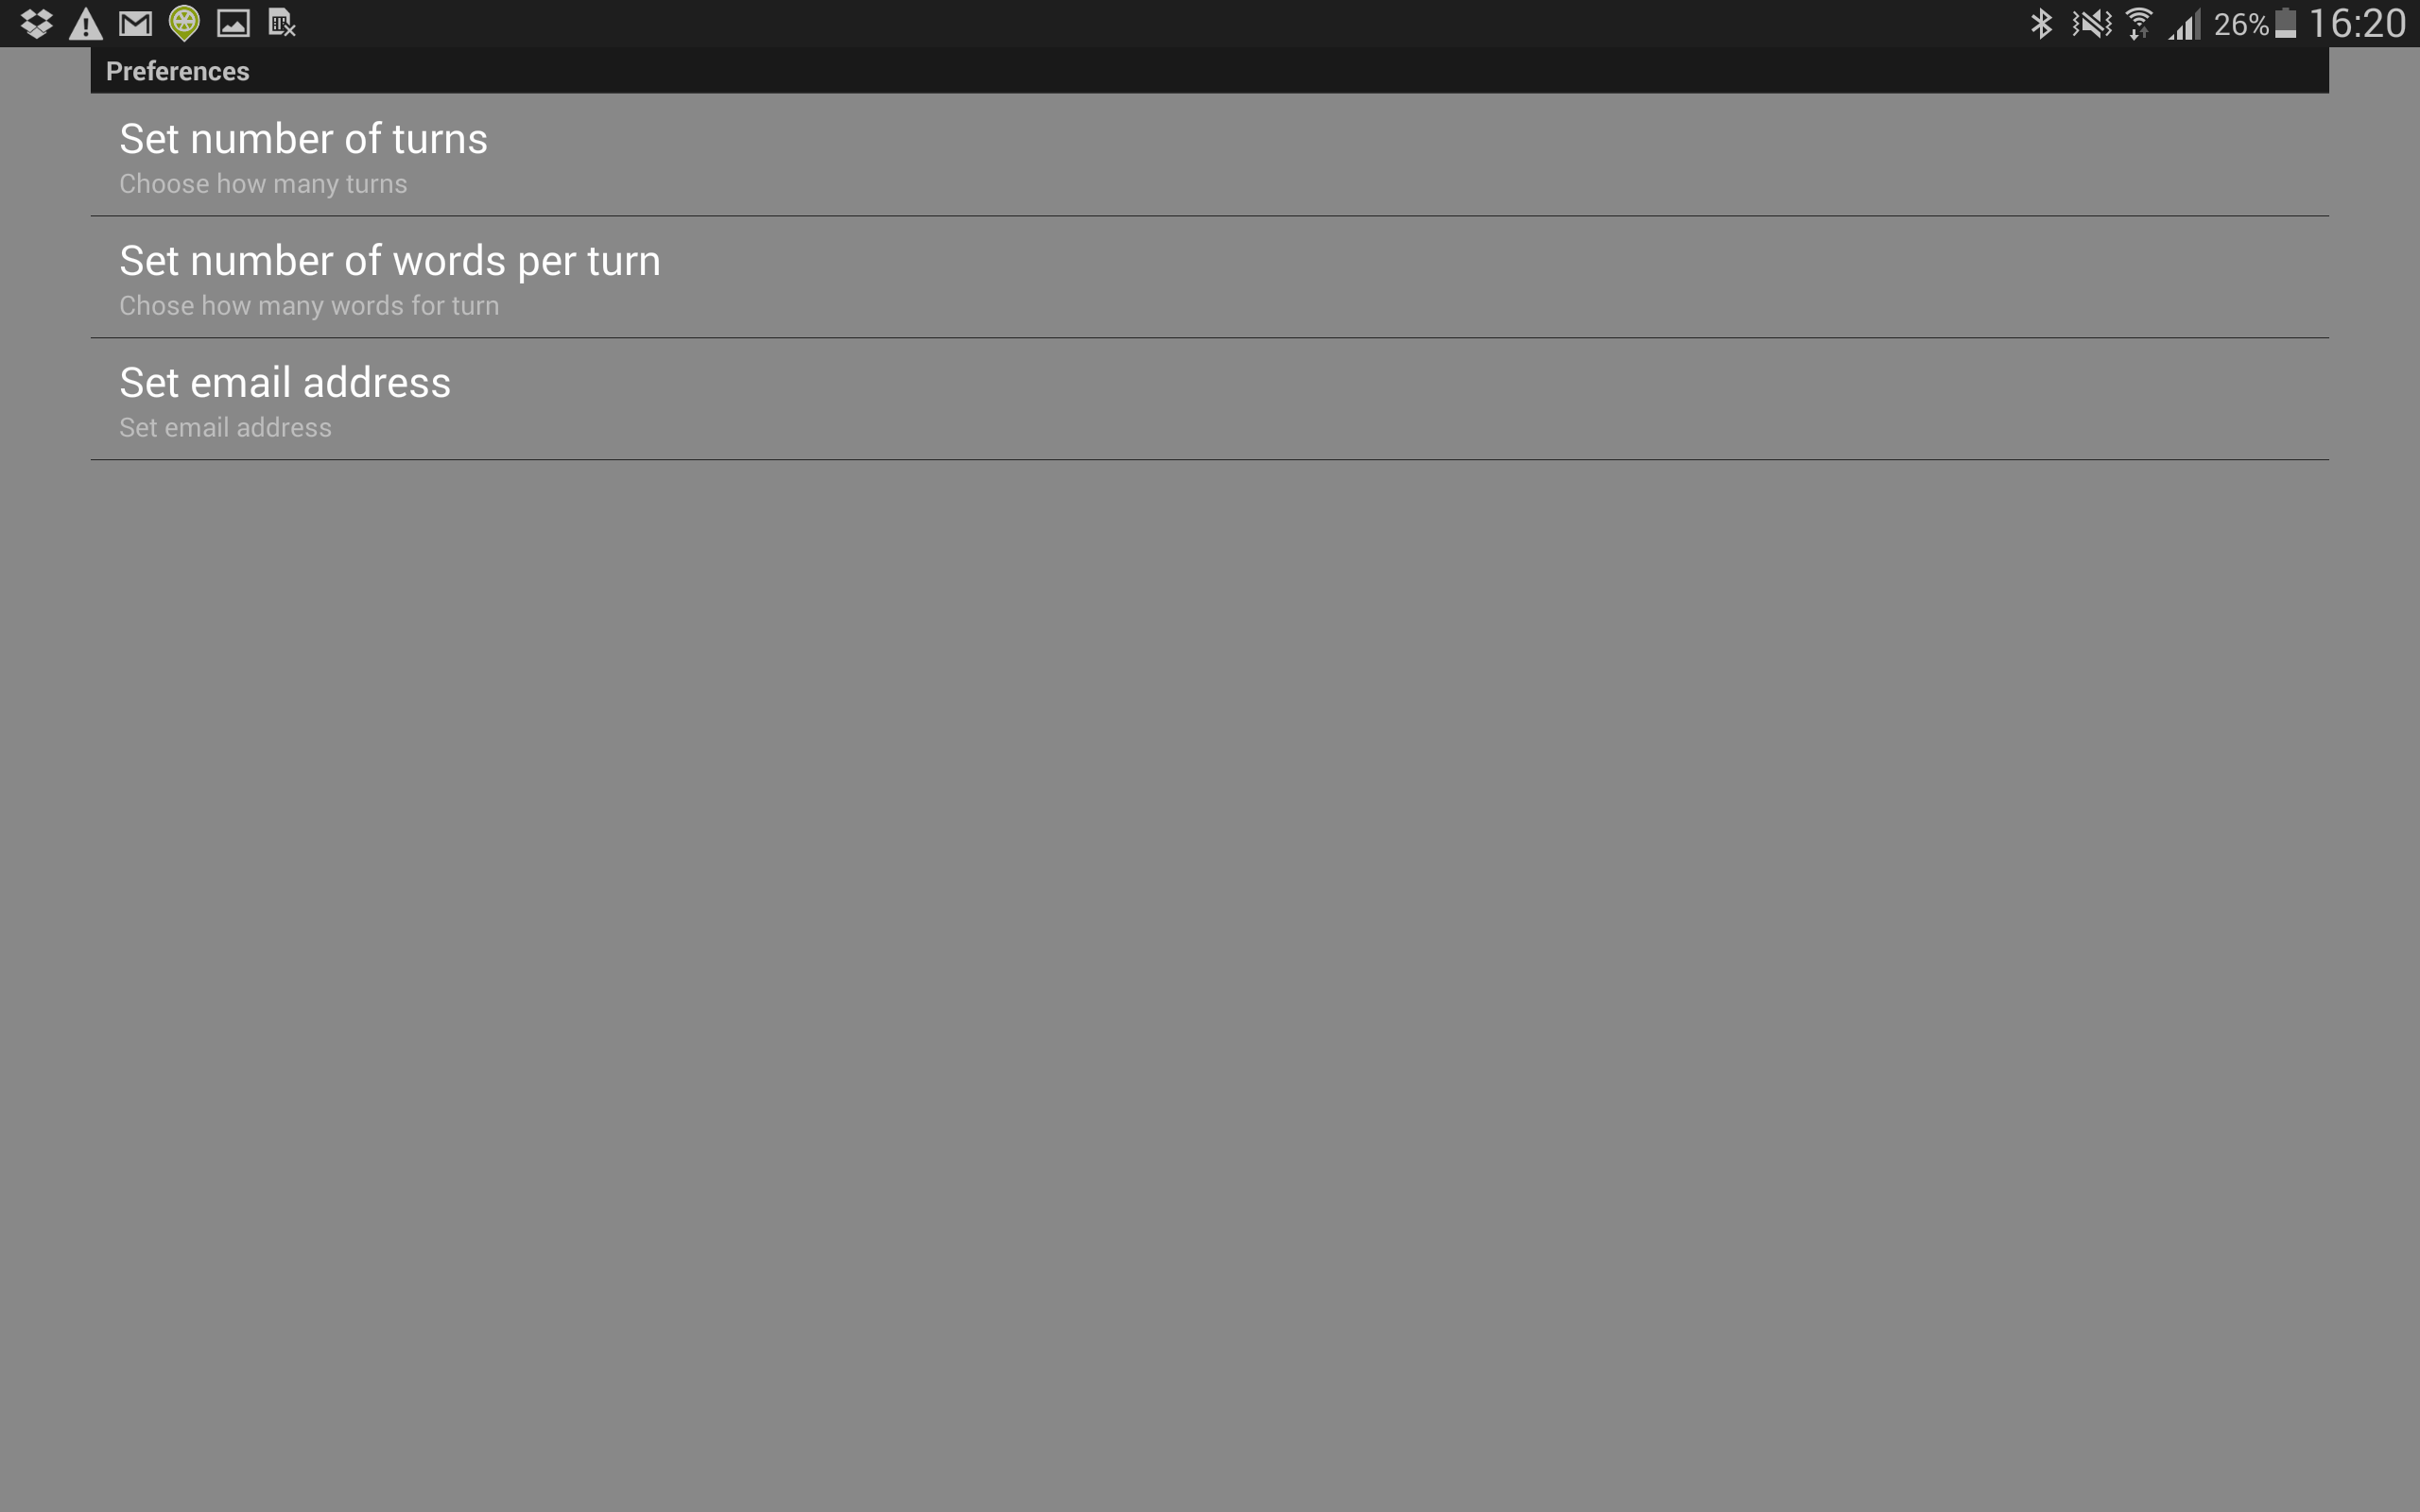 26% 16:20
Preferences
Set number of turns
Choose how many turns
Set number of words per turn
Chose how many words for turn
Set email address
Set email address